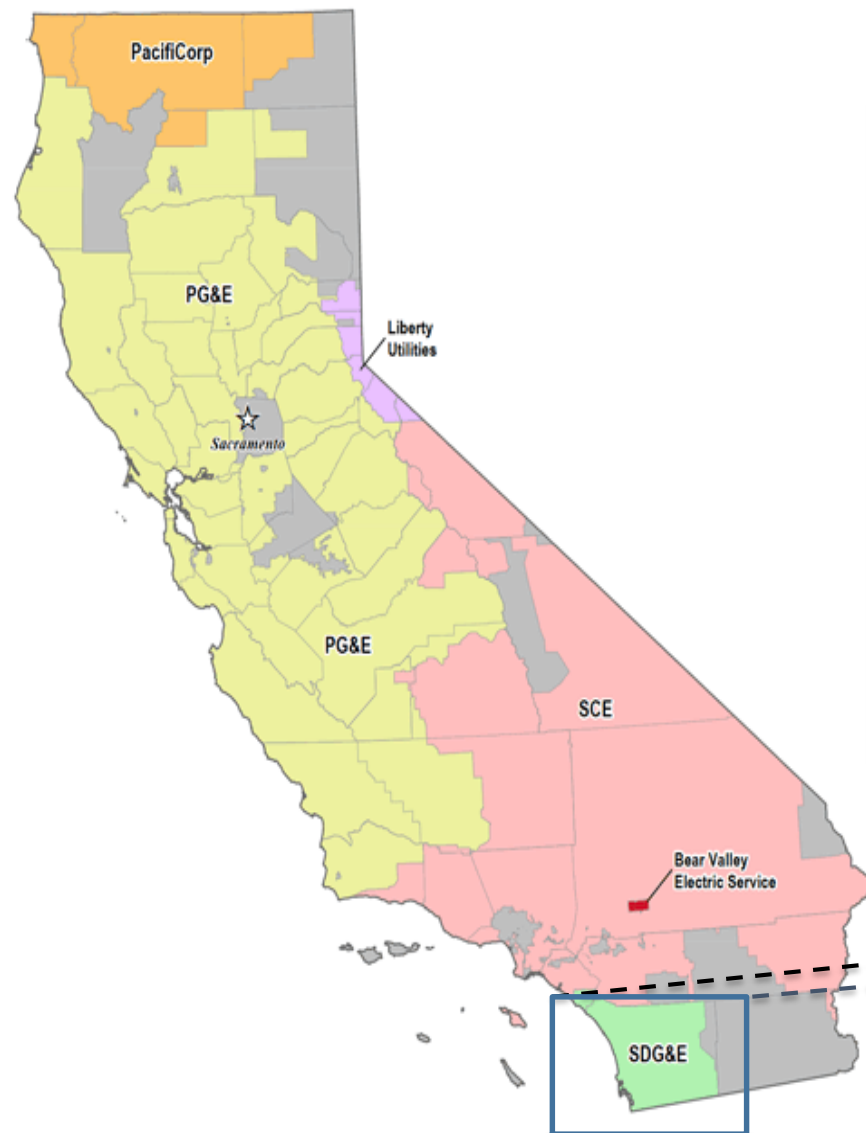 PacifiCorp
PG&E
Liberty
Utilities
Sacramento
PG&E
SCE
Bear Valley
Electric Service
SDG&E